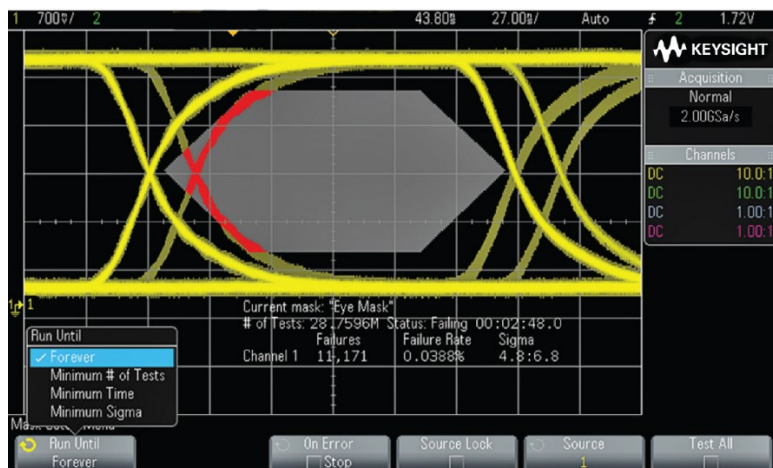 1 700▽/ 2 43.80s 27.00s/ Auto 2 1.72V
KEYSIGHT
Acquisition
Normal
2.00GSa/s
Channels
DC 10.0:1
DC 10.0:1
DC 1.00:1
DC 1.00:1
1
Current mask: "Eye Mask"
# of Tests: 28.7596M Status: Failing 00:02:48.0
Failures Failure Rate Sigma
Channel 1 11,171 0.0388% 4.8:6.8
Run Until
Forever
Minimum # of Tests
Minimum Time
Minimum Sigma
Menu
Run Until
Forever
On Error
Stop
Source Lock
Source
1
Test All